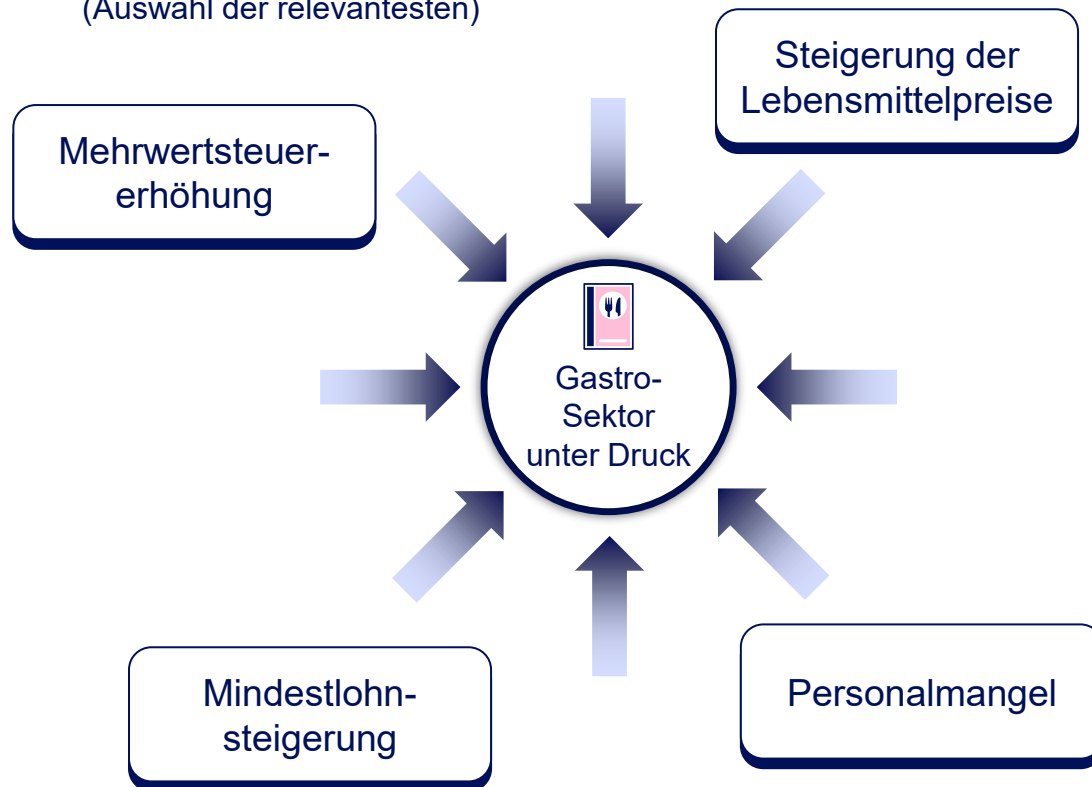 (Auswahl der relevantesten)
Steigerung der
Lebensmittelpreise
Mehrwertsteuer-
erhöhung
Gastro-
Sektor
unter Druck
Mindestlohn-
steigerung
Personalmangel